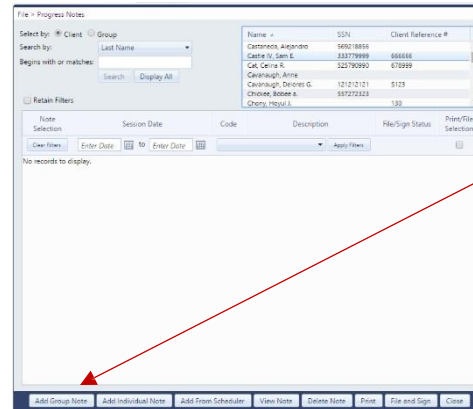 File > Progress Notes
Select by: Client Group
Search by: Last Name
Begins with or matches:
Search Display All
Retain Filters
Name SSN Client Reference #
Castaneda, Alejandro 569218856
Castle IV, Sam E. 333779999 666666
Cat, Celina R. 525790990 678999
Cavanaugh, Anne
Cavanaugh, Delores G. 121212121 5123
Chickee, Bobee a. 557272323
Chony, Hoyul J. 130
Note Selection Session Date Code Description File/Sign Status Print/File Selection
Clear Filters Enter Date to Enter Date Apply Filters
No records to display.
Add Group Note Add Individual Note Add From Scheduler View Note Delete Note Print File and Sign Close